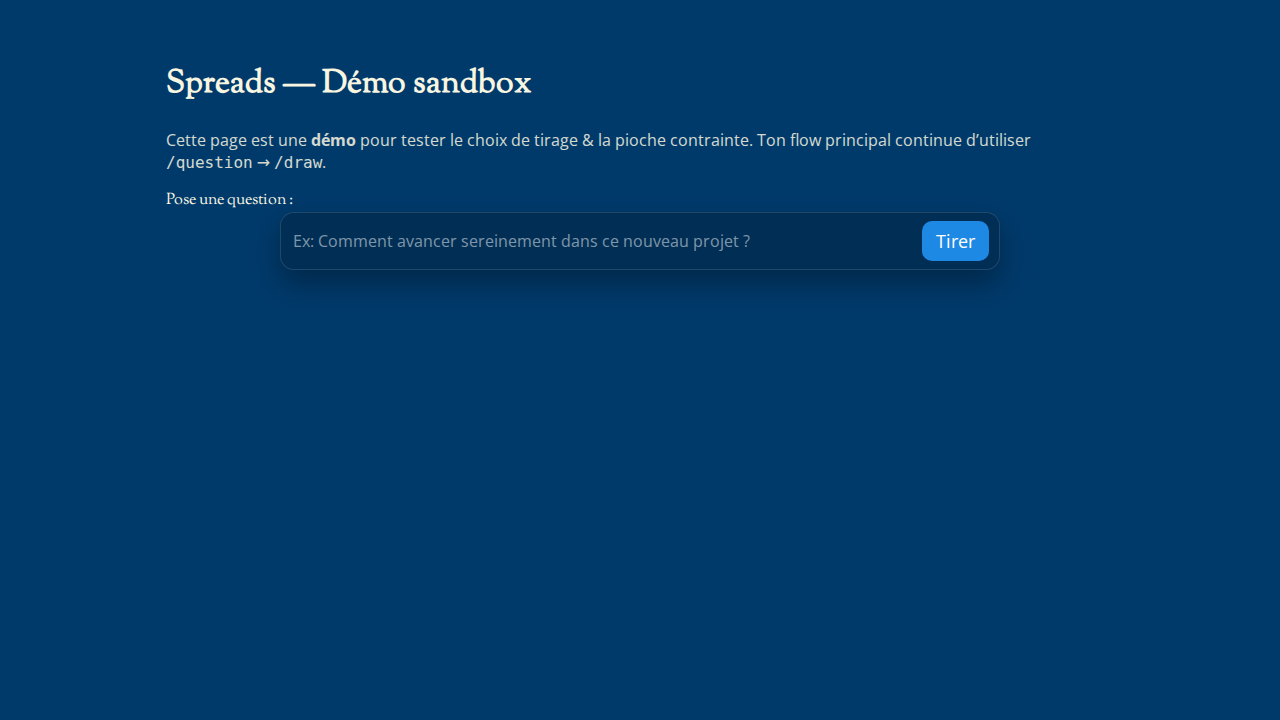 Spreads — Démo sandbox
Cette page est une démo pour tester le choix de tirage & la pioche contrainte. Ton flow principal continue d’utiliser
/question → /draw.
Pose une question :
Ex: Comment avancer sereinement dans ce nouveau projet ?
Tirer